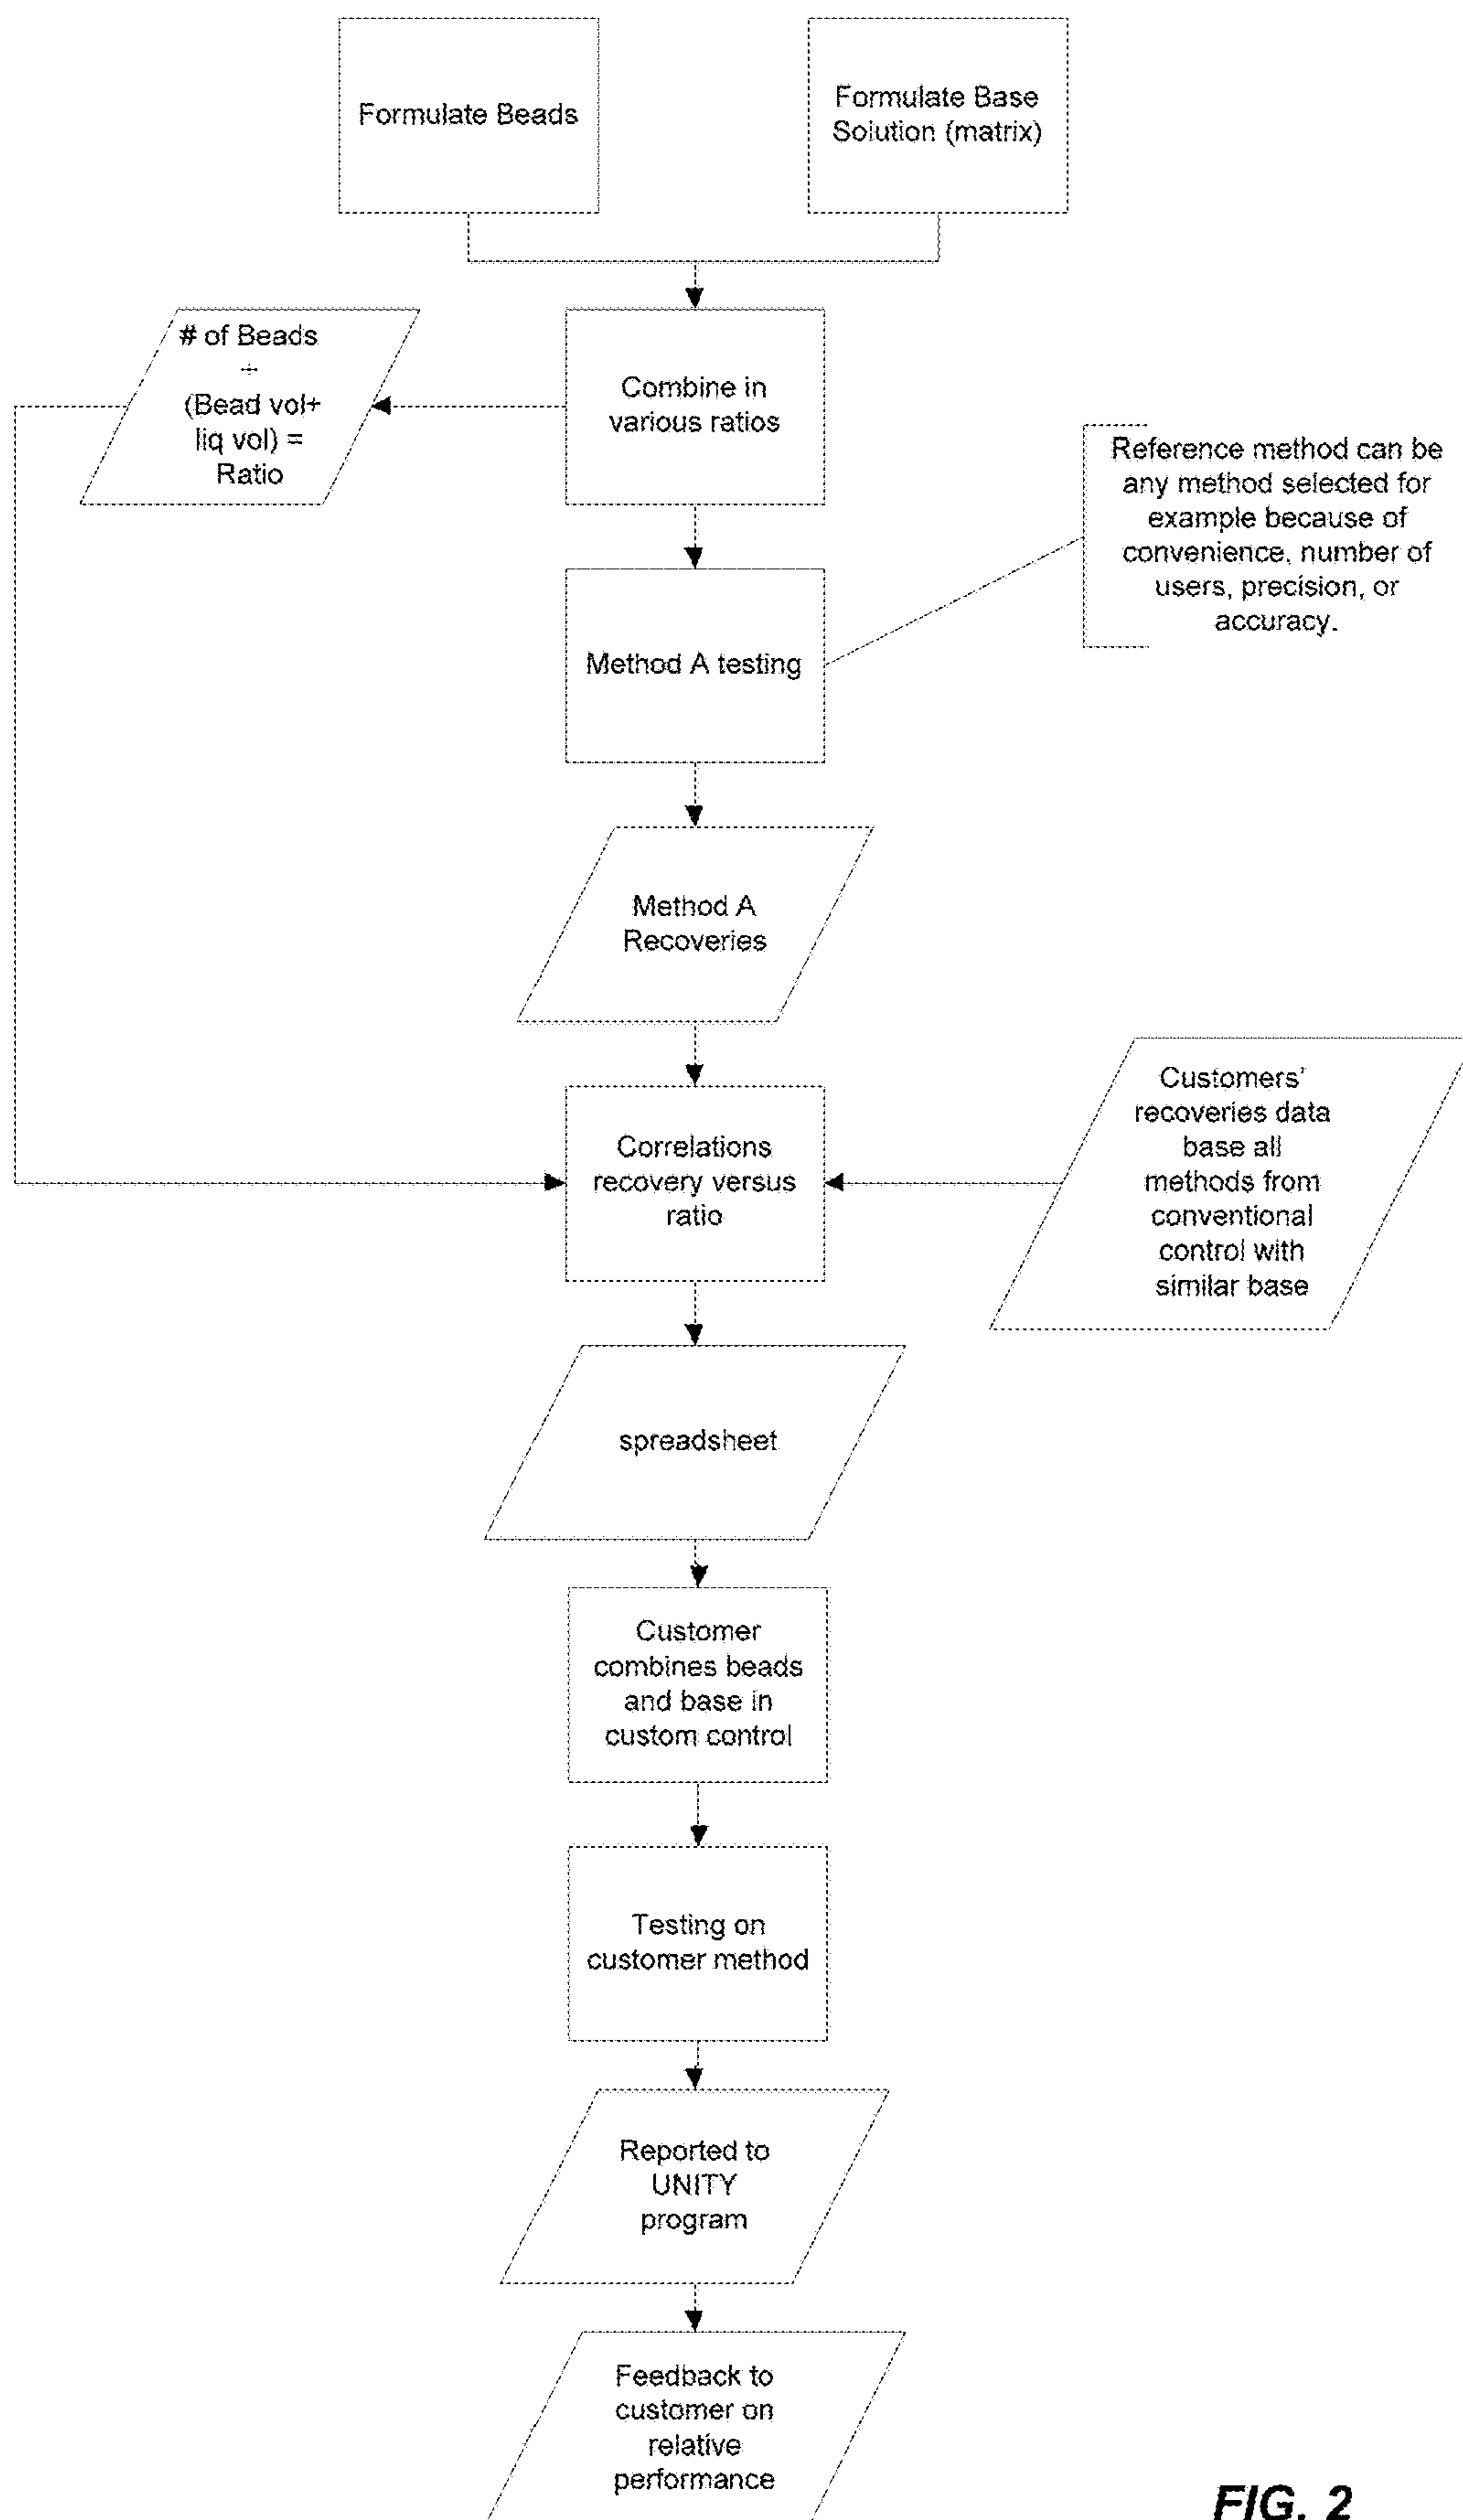 Formulate Beads
Formulate Base
Solution (matrix)
# of Beads
÷
(Bead vol+
liq vol) =
Ratio
Combine in
various ratios
Reference method can be
any method selected for
example because of
convenience, number of
users, precision, or
accuracy.
Method A testing
Method A
Recoveries
Customers'
recoveries data
base all
methods from
conventional
control with
similar base
Correlations
recovery versus
ratio
spreadsheet
Customer
combines beads
and base in
custom control
Testing on
customer method
Reported to
UNITY
program
Feedback to
customer on
relative
performance
FIG. 2